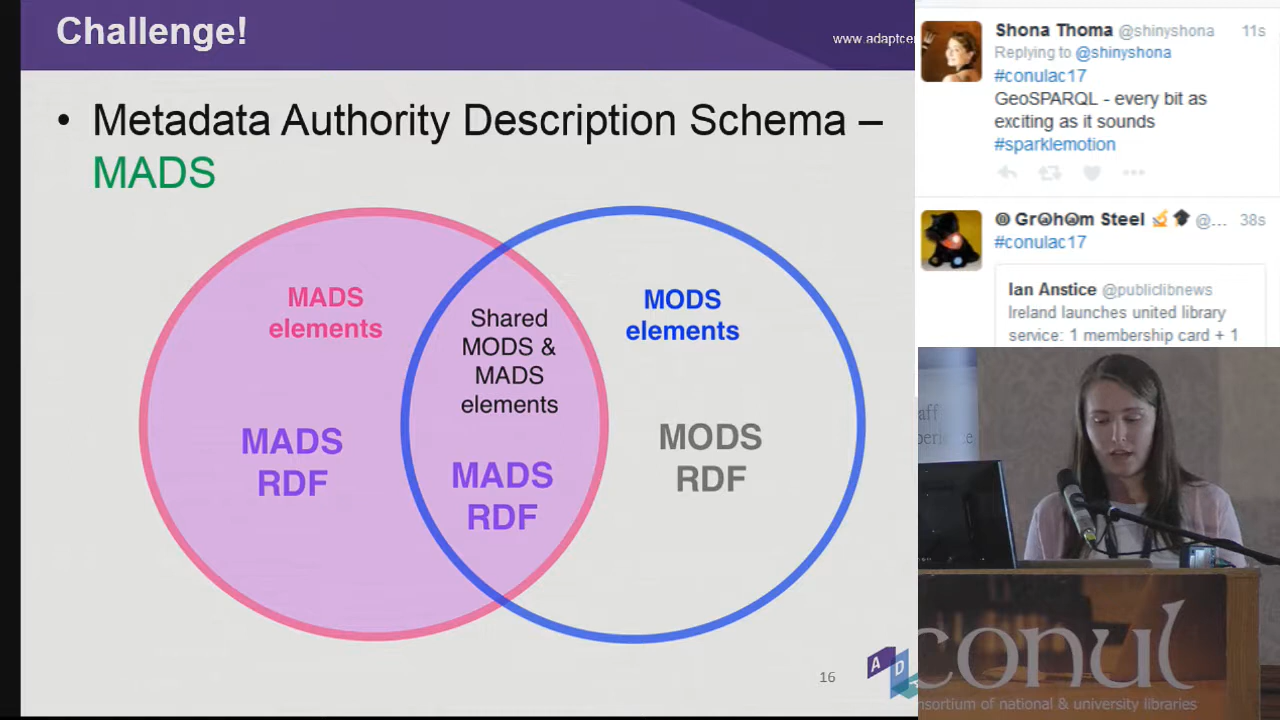 Challenge!
www.adaptce
• Metadata Authority Description Schema –
MADS
MADS
elements
MADS
RDF
Shared
MODS &
MADS
elements
MADS
RDF
MODS
elements
MODS
RDF
16
A D
Shona Thoma @shinyshona 11s
Replying to @shinyshona
#conulac17
GeoSPARQL - every bit as
exciting as it sounds
#sparklemotion
Steel @... 38s
#conulac17
Ian Anstice @publiclibnews
Ireland launches united library
service: 1 membership card + 1
aff
conul
nsortium of national & university libraries